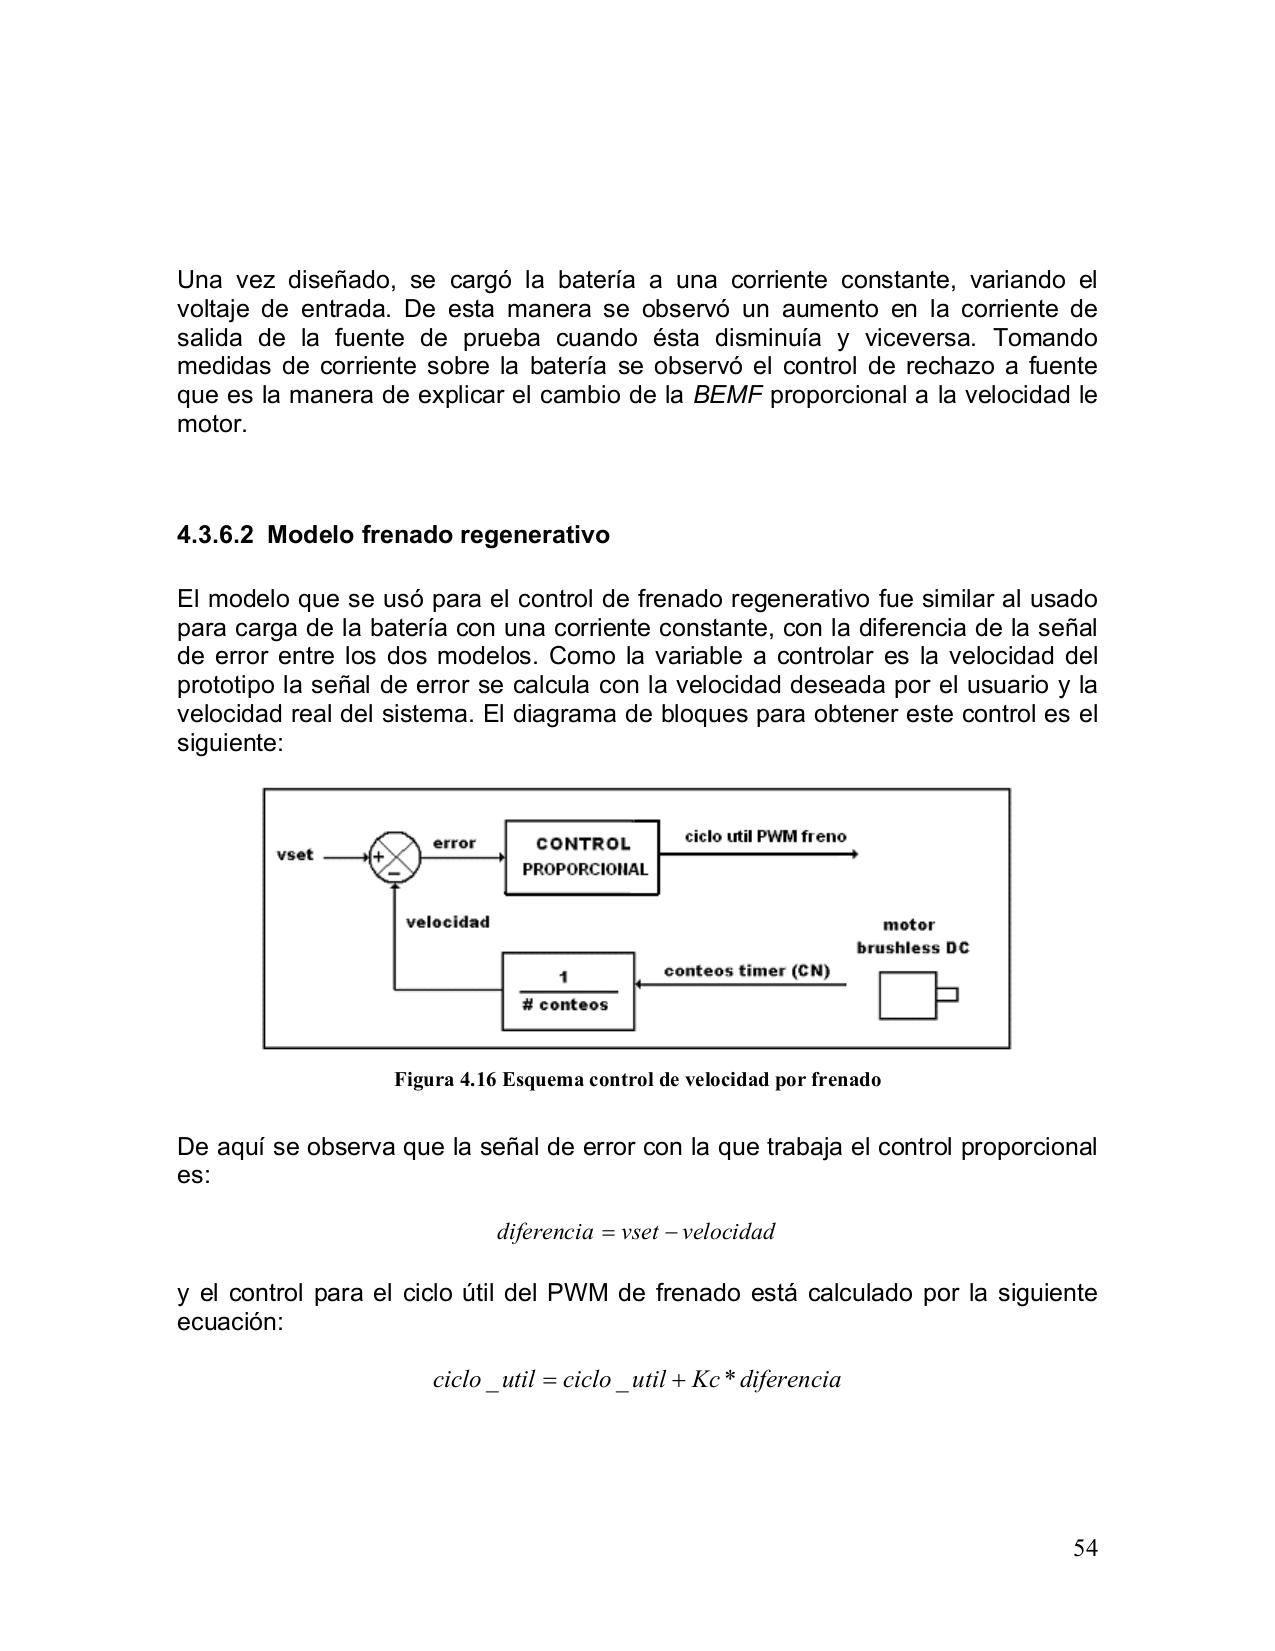 Una vez diseñado, se cargó la batería a una corriente constante, variando el
voltaje de entrada. De esta manera se observó un aumento en la corriente de
salida de la fuente de prueba cuando ésta disminuía y viceversa. Tomando
medidas de corriente sobre la batería se observó el control de rechazo a fuente
que es la manera de explicar el cambio de la BEMF proporcional a la velocidad le
motor.
4.3.6.2 Modelo frenado regenerativo
El modelo que se usó para el control de frenado regenerativo fue similar al usado
para carga de la batería con una corriente constante, con la diferencia de la señal
de error entre los dos modelos. Como la variable a controlar es la velocidad del
prototipo la señal de error se calcula con la velocidad deseada por el usuario y la
velocidad real del sistema. El diagrama de bloques para obtener este control es el
siguiente:
vset
+
−
error
CONTROL
PROPORCIONAL
ciclo util PWM freno
velocidad
motor
brushless DC
1
# conteos
conteos timer (CN)
Figura 4.16 Esquema control de velocidad por frenado
De aquí se observa que la señal de error con la que trabaja el control proporcional
es:
diferencia = vset − velocidad
y el control para el ciclo útil del PWM de frenado está calculado por la siguiente
ecuación:
ciclo _ util = ciclo _ util + Kc * diferencia
54